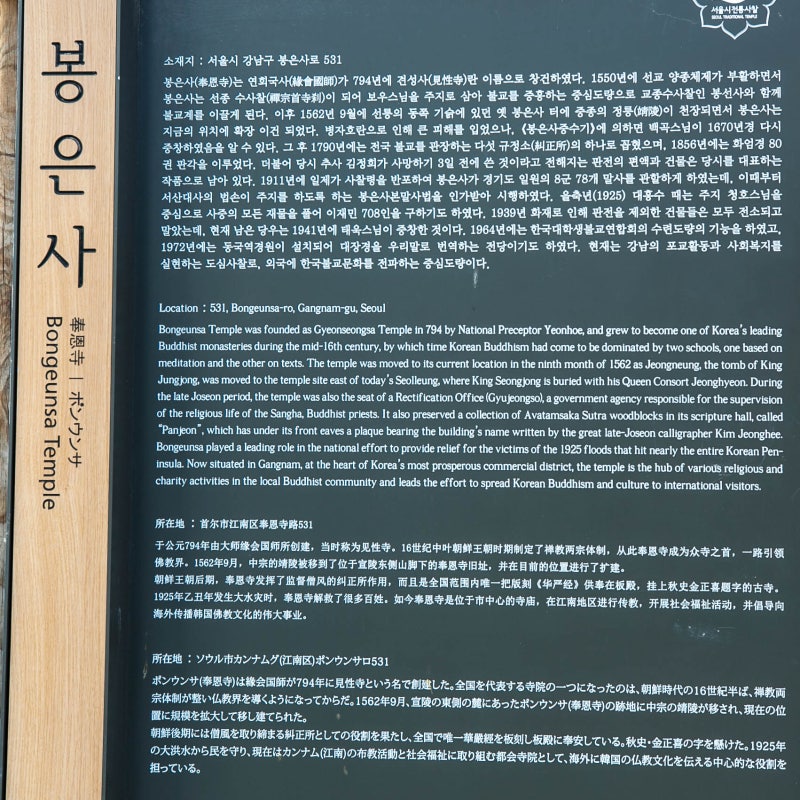 서울시전통사찰
SEOUL TRADITIONAL TEMPLE
봉은사
奉恩寺 ー ボンウンサ
Bongeunsa Temple
소재지 : 서울시 강남구 봉은사로 531
봉은사(奉恩寺)는 연회국사(緣會國師)가 794년에 견성사(見性寺)란 이름으로 창건하였다. 1550년에 선교 양종체제가 부활하면서
봉은사는 선종 수사찰(禪宗首寺刹)이 되어 보우스님을 주지로 삼아 불교를 중흥하는 중심도량으로 교종수사찰인 봉선사와 함께
불교계를 이끌게 된다. 이후 1562년 9월에 선릉의 동쪽 기슭에 있던 옛 봉은사 터에 중종의 정릉(靖陵)이 천장되면서 봉은사는
지금의 위치에 확장 이건 되었다. 병자호란으로 인해 큰 피해를 입었으나, 《봉은사중수기》에 의하면 백곡스님이 1670년경 다시
중창하였음을 알 수 있다. 그 후 1790년에는 전국 불교를 관장하는 다섯 규정소(糾正所)의 하나로 꼽혔으며, 1856년에는 화엄경 80
권 판각을 이루었다. 더불어 당시 추사 김정희가 사망하기 3일 전에 쓴 것이라고 전해지는 판전의 편액과 건물은 당시를 대표하는
작품으로 남아 있다. 1911년에 일제가 사찰령을 반포하여 봉은사가 경기도 일원의 8군 78개 말사를 관할하게 하였는데, 이때부터
서산대사의 법손이 주지를 하도록 하는 봉은사본말사법을 인가받아 시행하였다. 을축년(1925) 대홍수 때는 주지 청호스님을
중심으로 사중의 모든 재물을 풀어 이재민 708인을 구하기도 하였다. 1939년 화재로 인해 판전을 제외한 건물들은 모두 전소되고
말았는데, 현재 남은 당우는 1941년에 태욱스님이 중창한 것이다. 1964년에는 한국대학생불교연합회의 수련도량의 기능을 하였고,
1972년에는 동국역경원이 설치되어 대장경을 우리말로 번역하는 전당이기도 하였다. 현재는 강남의 포교활동과 사회복지를
실현하는 도심사찰로, 외국에 한국불교문화를 전파하는 중심도량이다.
Location : 531, Bongeunsa-ro, Gangnam-gu, Seoul
Bongeunsa Temple was founded as Gyeonseongsa Temple in 794 by National Preceptor Yeonhoe, and grew to become one of Korea's leading
Buddhist monasteries during the mid-16th century, by which time Korean Buddhism had come to be dominated by two schools, one based on
meditation and the other on texts. The temple was moved to its current location in the ninth month of 1562 as Jeongneung, the tomb of King
Jungjong, was moved to the temple site east of today's Seolleung, where King Seongjong is buried with his Queen Consort Jeonghyeon. During
the late Joseon period, the temple was also the seat of a Rectification Office (Gyujeongso), a government agency responsible for the supervision
of the religious life of the Sangha, Buddhist priests. It also preserved a collection of Avatamsaka Sutra woodblocks in its scripture hall, called
"Panjeon", which has under its front eaves a plaque bearing the building's name written by the great late-Joseon calligrapher Kim Jeonghee.
Bongeunsa played a leading role in the national effort to provide relief for the victims of the 1925 floods that hit nearly the entire Korean Pen-
insula. Now situated in Gangnam, at the heart of Korea's most prosperous commercial district, the temple is the hub of various religious and
charity activities in the local Buddhist community and leads the effort to spread Korean Buddhism and culture to international visitors.
所在地 : 首尔市江南区奉恩寺路531
于公元794年由大师缘会国师所创建，当时称为见性寺。16世纪中叶朝鲜王朝时期制定了禅教两宗体制，从此奉恩寺成为众寺之首，一路引领
佛教界。1562年9月，中宗的靖陵被移到了位于宣陵东侧山脚下的奉恩寺旧址，并在目前的位置进行了扩建。
朝鲜王朝后期，奉恩寺发挥了监督僧风的纠正所作用，而且是全国范围内唯一把版刻《华严经》供奉在板殿，挂上秋史金正喜题字的古寺。
1925年乙丑年发生大水灾时，奉恩寺解救了很多百姓。如今奉恩寺是位于市中心的寺庙，在江南地区进行传教，开展社会福祉活动，并倡导向
海外传播韩国佛教文化的伟大事业。
所在地 : ソウル市カンナムグ(江南区)ボンウンサロ531
ボンウンサ(奉恩寺)は縁会国師が794年に見性寺という名で創建した。全国を代表する寺院の一つになったのは、朝鮮時代の16世紀半ば、禅教両
宗体制が整い仏教界を導くようになってからだ。1562年9月、宣陵の東側の麓にあったボンウンサ(奉恩寺)の跡地に中宗の靖陵が移され、現在の位
置に規模を拡大して移し建てられた。
朝鮮後期には僧風を取り締まる糾正所としての役割を果たし、全国で唯一華厳經を板刻し板殿に奉安している。秋史・金正喜の字を懸けた。1925年
の大洪水から民を守り、現在はカンナム(江南)の布教活動と社会福祉に取り組む都会寺院として、海外に韓国の仏教文化を伝える中心的な役割を
担っている。